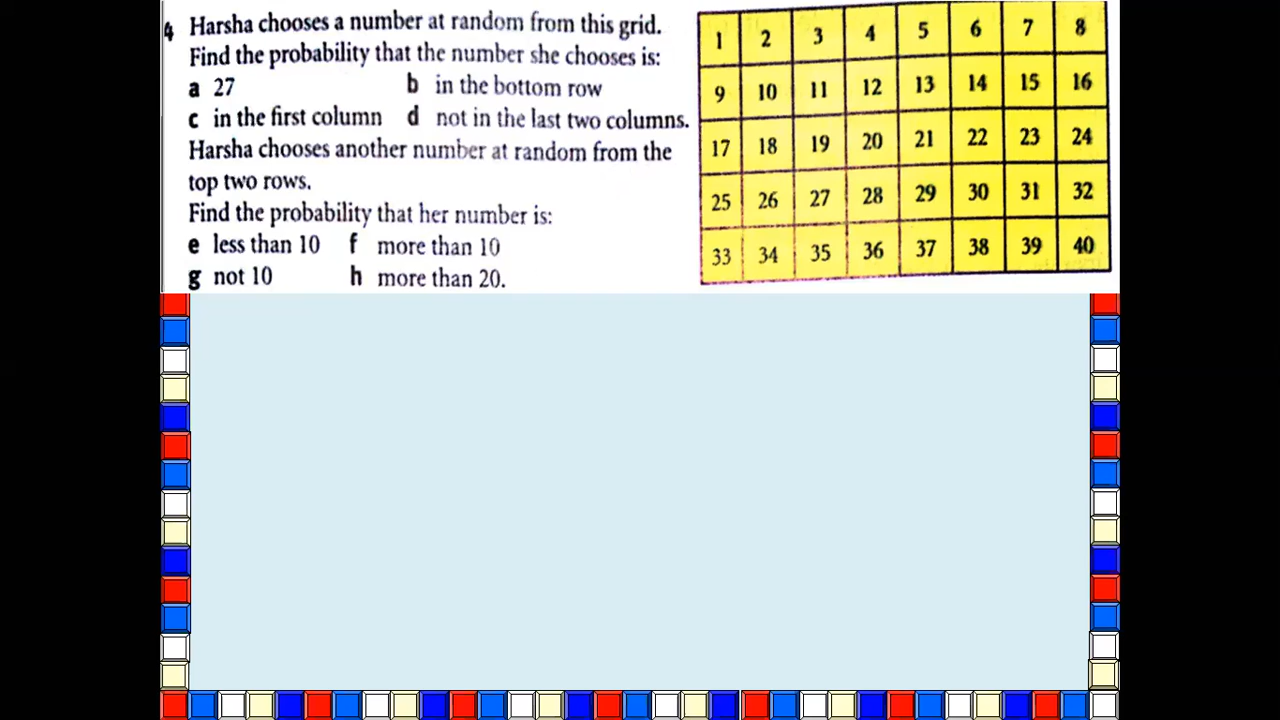 4 Harsha chooses a number at random from this grid.
Find the probability that the number she chooses is:
a 27 b in the bottom row
c in the first column d not in the last two columns.
Harsha chooses another number at random from the
top two rows.
Find the probability that her number is:
e less than 10 f more than 10
g not 10 h more than 20.
1 2 3 4 5 6 7 8
9 10 11 12 13 14 15 16
17 18 19 20 21 22 23 24
25 26 27 28 29 30 31 32
33 34 35 36 37 38 39 40